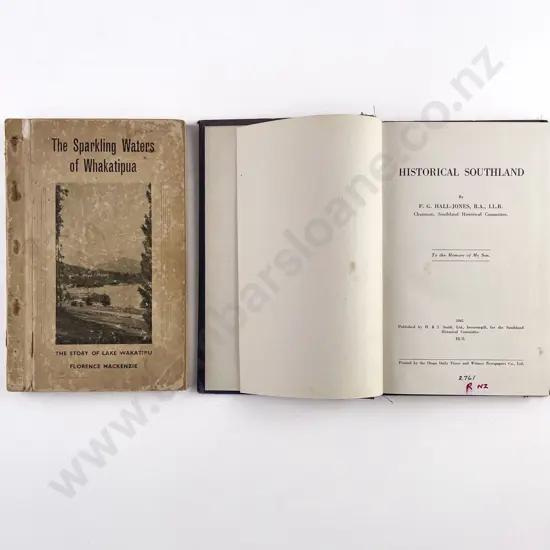 The Sparkling Waters
of Whakatipua
THE STORY OF LAKE WAKATIPU
FLORENCE MACKENZIE
HISTORICAL SOUTHLAND
By
F. G. HALL-JONES, B.A., LL.B.
Chairman, Southland Historical Committee.
To the Memory of My Son.
1945
Published by H. & J. Smith, Ltd., Invercargill, for the Southland
Historical Committee
Printed by the Otago Daily Times and Witness Newspapers Co., Ltd.
2761
R NZ